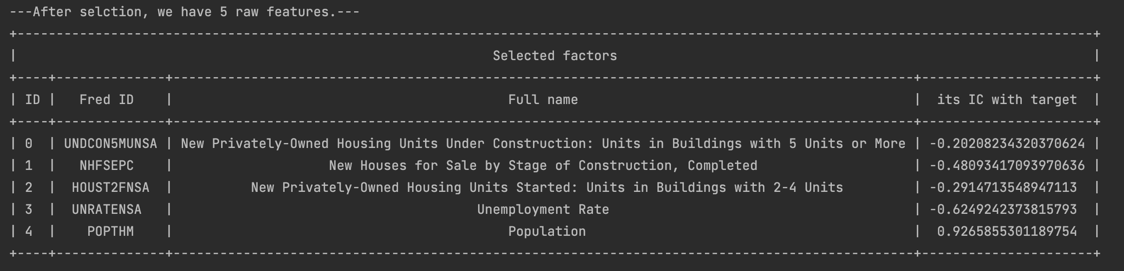 ---After selction, we have 5 raw features.---
Selected factors
| ID | Fred ID | Full name | its IC with target |
| 0 | UNDCON5MUNSA | New Privately-Owned Housing Units Under Construction: Units in Buildings with 5 Units or More | -0.20208234320370624 |
| 1 | NHFSEPC | New Houses for Sale by Stage of Construction, Completed | -0.48093417093970636 |
| 2 | HOUST2FNSA | New Privately-Owned Housing Units Started: Units in Buildings with 2-4 Units | -0.2914713548947113 |
| 3 | UNRATENSA | Unemployment Rate | -0.6249242373815793 |
| 4 | POPTHM | Population | 0.9265855301189754 |